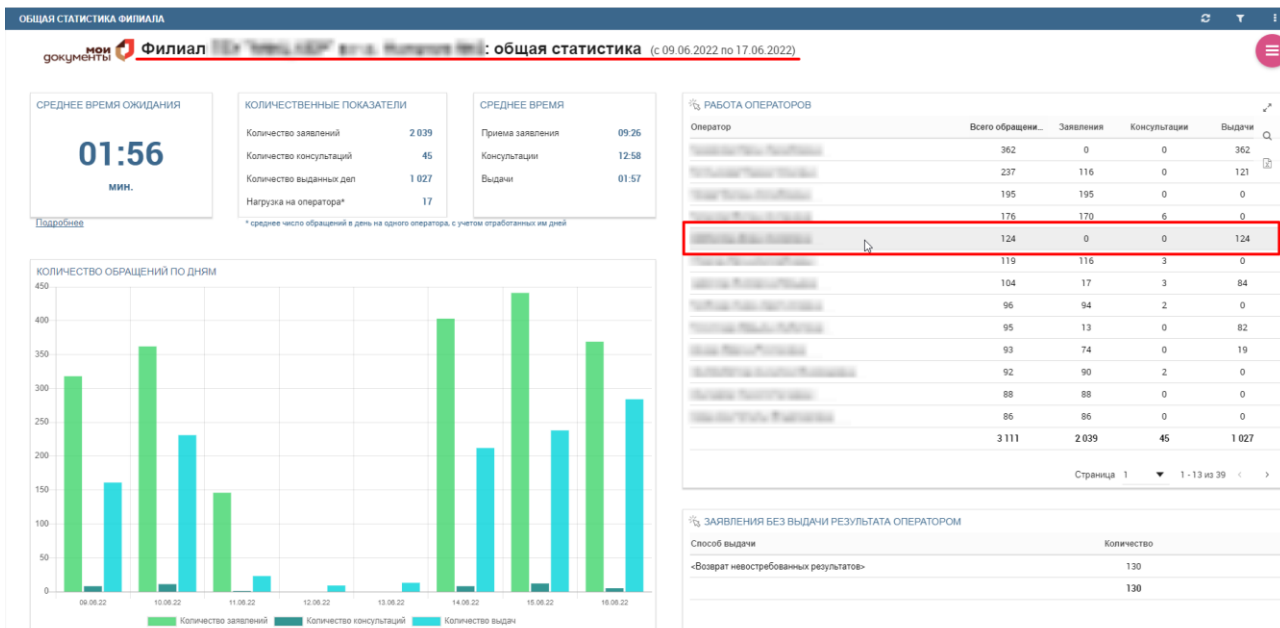 ОБЩАЯ СТАТИСТИКА ФИЛИАЛА
мои
документы
Филиал : общая статистика (с 09.06.2022 по 17.06.2022)
СРЕДНЕЕ ВРЕМЯ ОЖИДАНИЯ
01:56
мин.
Подробнее
КОЛИЧЕСТВЕННЫЕ ПОКАЗАТЕЛИ
Количество заявлений 2 039
Количество консультаций 45
Количество выданных дел 1 027
Нагрузка на оператора* 17
* среднее число обращений в день на одного оператора, с учетом отработанных им дней
СРЕДНЕЕ ВРЕМЯ
Приема заявления 09:26
Консультации 12:58
Выдачи 01:57
КОЛИЧЕСТВО ОБРАЩЕНИЙ ПО ДНЯМ
450
400
350
300
250
200
150
100
50
0
09.06.22 10.06.22 11.06.22 12.06.22 13.06.22 14.06.22 15.06.22 16.06.22
Количество заявлений Количество консультаций Количество выдач
РАБОТА ОПЕРАТОРОВ
Оператор Всего обращени... Заявления Консультации Выдачи
362 0 0 362
237 116 0 121
195 195 0 0
176 170 6 0
124 0 0 124
119 116 3 0
104 17 3 84
96 94 2 0
95 13 0 82
93 74 0 19
92 90 2 0
88 88 0 0
86 86 0 0
3 111 2 039 45 1 027
Страница 1 1 - 13 из 39
ЗАЯВЛЕНИЯ БЕЗ ВЫДАЧИ РЕЗУЛЬТАТА ОПЕРАТОРОМ
Способ выдачи Количество
<Возврат невостребованных результатов> 130
130